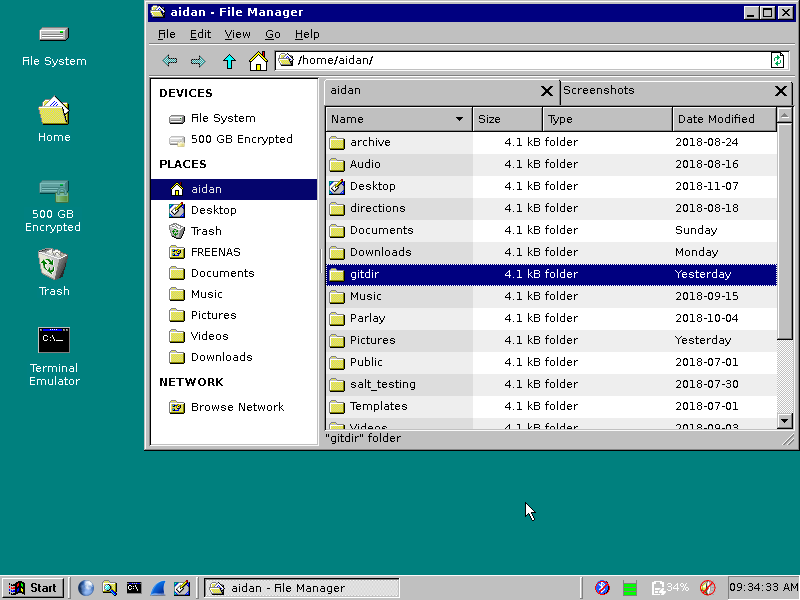 aidan - File Manager
File Edit View Go Help
/home/aidan/
File System
Home
500 GB
Encrypted
Trash
C:\_
Terminal
Emulator
DEVICES
File System
500 GB Encrypted
PLACES
aidan
Desktop
Trash
FREENAS
Documents
Music
Pictures
Videos
Downloads
NETWORK
Browse Network
aidan Screenshots
Name Size Type Date Modified
archive 4.1 kB folder 2018-08-24
Audio 4.1 kB folder 2018-08-16
Desktop 4.1 kB folder 2018-11-07
directions 4.1 kB folder 2018-08-18
Documents 4.1 kB folder Sunday
Downloads 4.1 kB folder Monday
gitdir 4.1 kB folder Yesterday
Music 4.1 kB folder 2018-09-15
Parlay 4.1 kB folder 2018-10-04
Pictures 4.1 kB folder Yesterday
Public 4.1 kB folder 2018-07-01
salt_testing 4.1 kB folder 2018-07-30
Templates 4.1 kB folder 2018-07-01
Videos 4.1 kB folder 2018-09-03
"gitdir" folder
Start aidan - File Manager 34% 09:34:33 AM